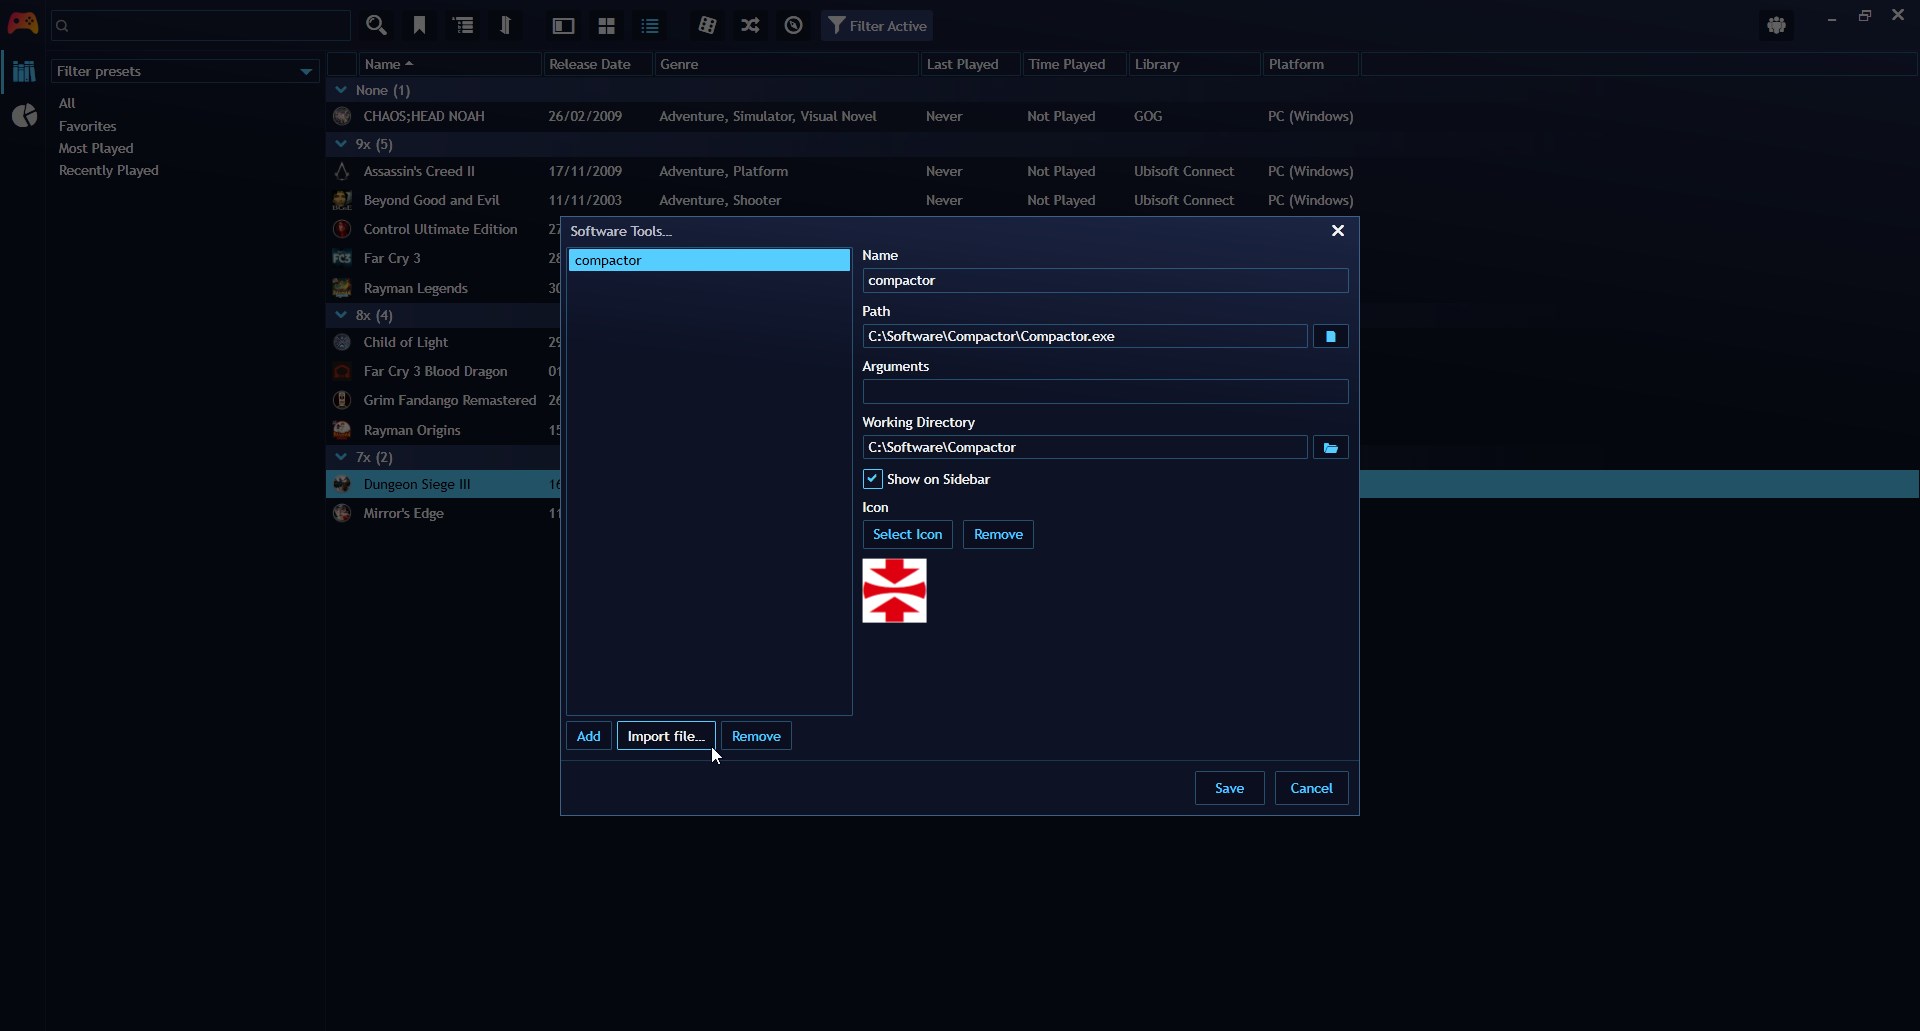 Filter Active
Filter presets
All
Favorites
Most Played
Recently Played
Name Release Date Genre Last Played Time Played Library Platform
None (1)
CHAOS;HEAD NOAH 26/02/2009 Adventure, Simulator, Visual Novel Never Not Played GOG PC (Windows)
9x (5)
Assassin's Creed II 17/11/2009 Adventure, Platform Never Not Played Ubisoft Connect PC (Windows)
Beyond Good and Evil 11/11/2003 Adventure, Shooter Never Not Played Ubisoft Connect PC (Windows)
Control Ultimate Edition 27
FC3 Far Cry 3 28
Rayman Legends 30
8x (4)
Child of Light 29
Far Cry 3 Blood Dragon 01
Grim Fandango Remastered 26
Rayman Origins 15
7x (2)
Dungeon Siege III 16
Mirror's Edge 11
Software Tools...
compactor
Add
Import file...
Remove
Name
compactor
Path
C:\Software\Compactor\Compactor.exe
Arguments
Working Directory
C:\Software\Compactor
Show on Sidebar
Icon
Select Icon
Remove
Save
Cancel